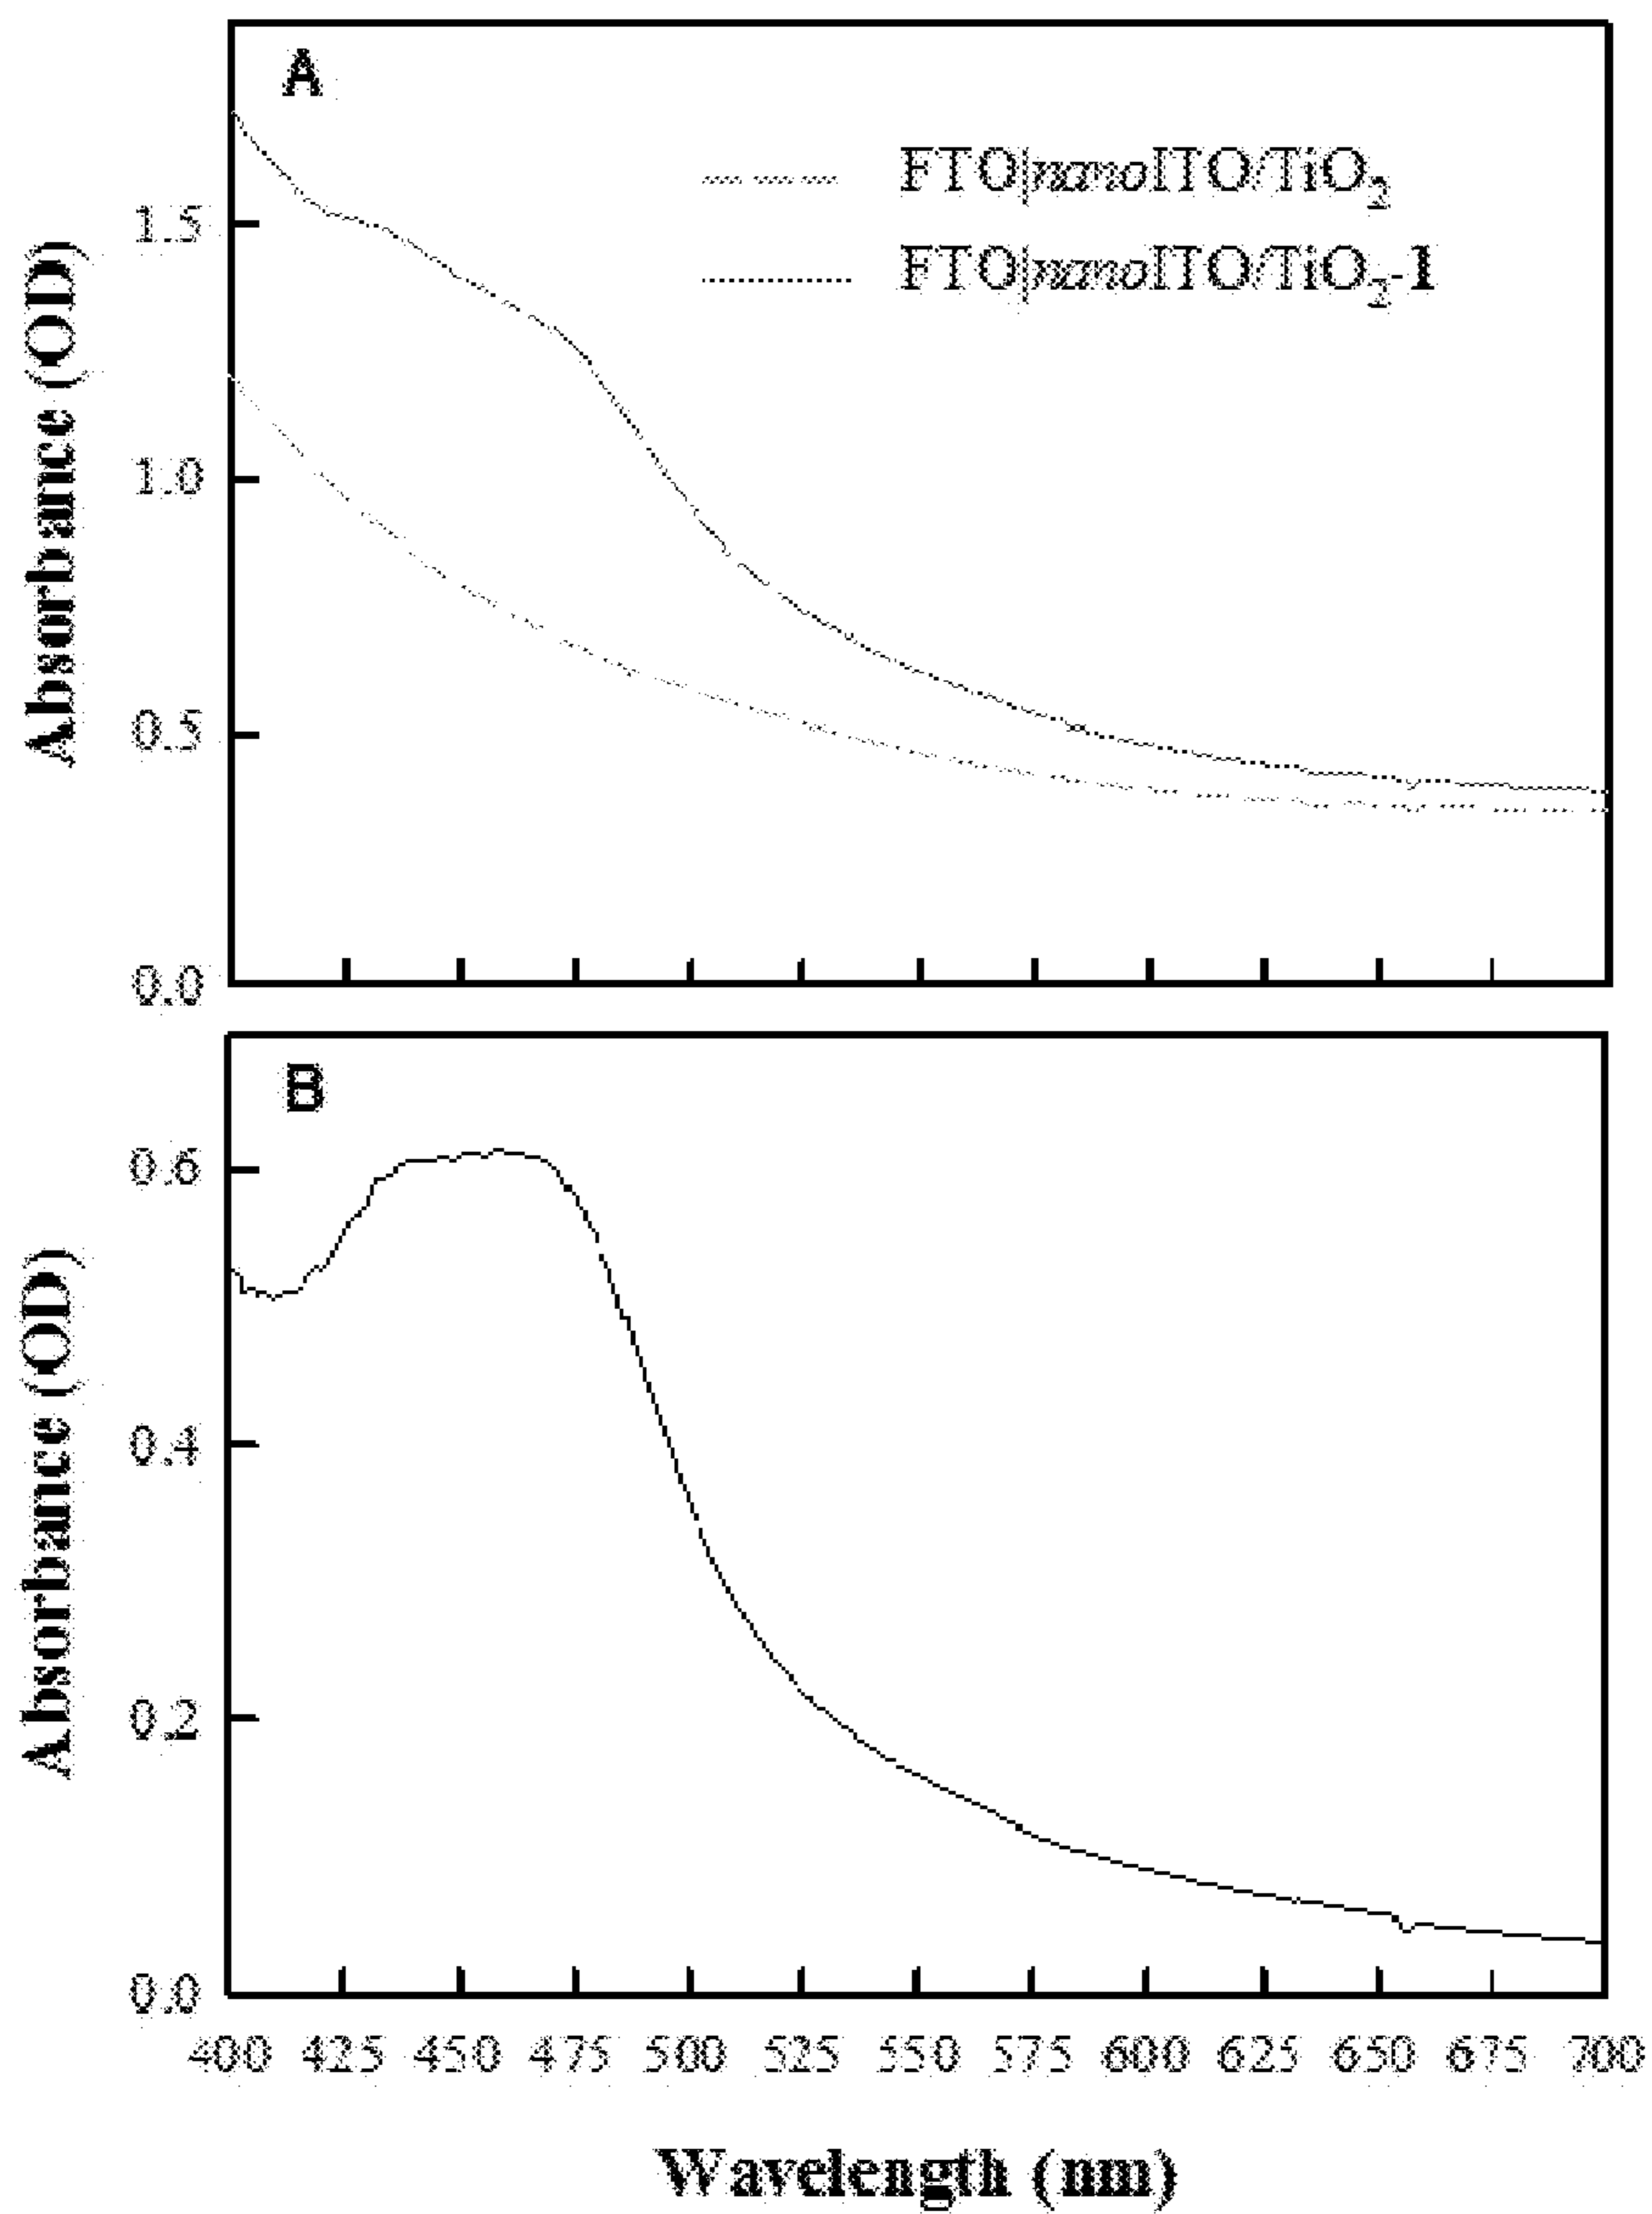 A
FTO|nanoITO/TiO2
FTO|nanoITO/TiO2-1
Absorbance (OD)
1.5
1.0
0.5
0.0
B
Absorbance (OD)
0.6
0.4
0.2
0.0
400 425 450 475 500 525 550 575 600 625 650 675 700
Wavelength (nm)